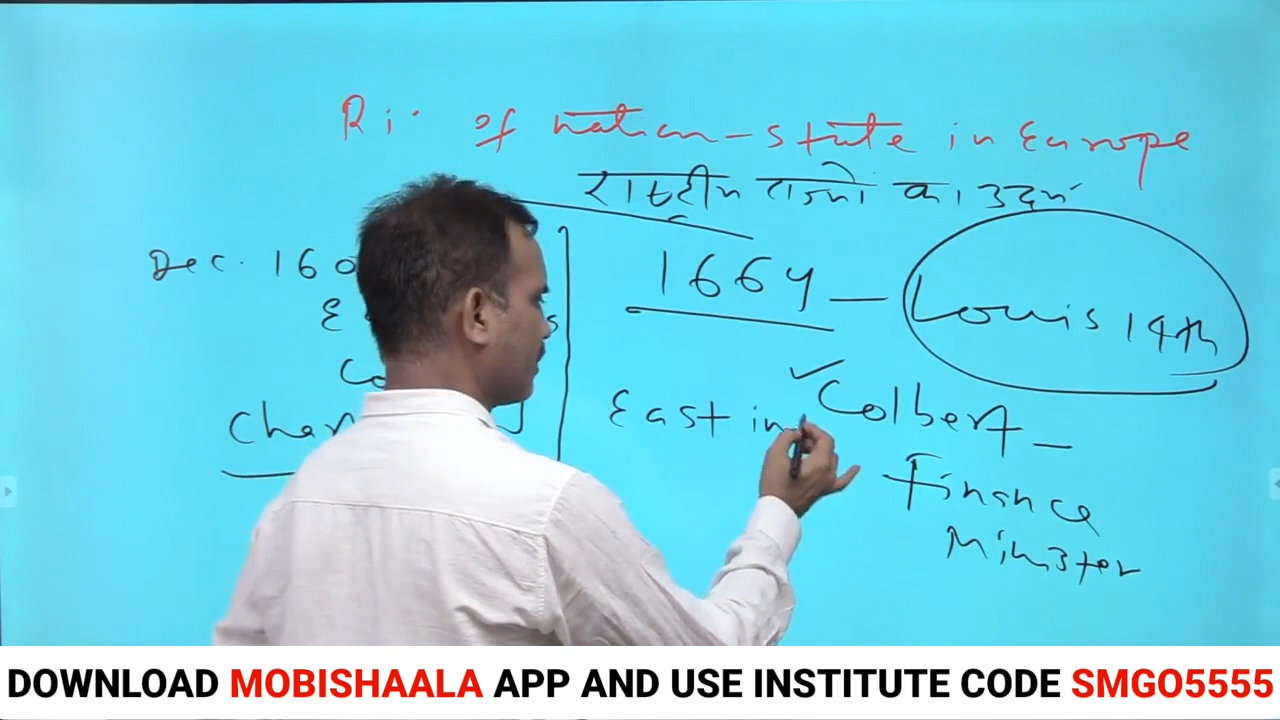 Ri of nation-state in Europe
राष्ट्रीय राज्यों का उदय
Dec. 160
1664 — Louis 14th
✓ Colbert —
East in
Finance
Minister
DOWNLOAD MOBISHAALA APP AND USE INSTITUTE CODE SMGO5555